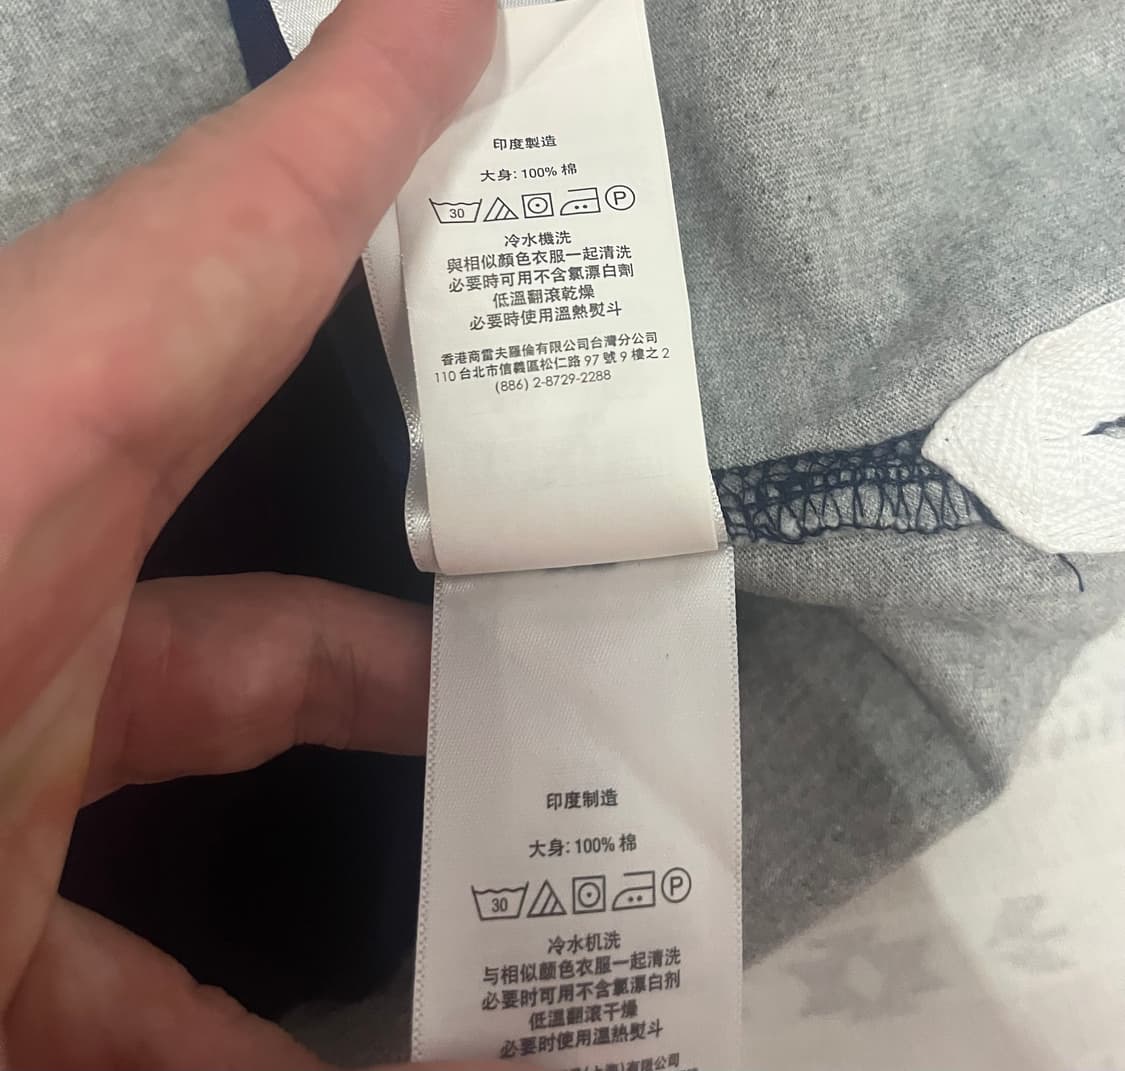 印度製造
大身: 100% 棉
30 P
冷水機洗
與相似顏色衣服一起清洗
必要時可用不含氯漂白劑
低溫翻滾乾燥
必要時使用溫熱熨斗
香港商雷夫羅倫有限公司台灣分公司
110 台北市信義區松仁路 97 號 9 樓之 2
(886) 2-8729-2288
印度制造
大身: 100% 棉
30 P
冷水机洗
与相似颜色衣服一起清洗
必要时可用不含氯漂白剂
低温翻滚干燥
必要时使用温热熨斗
有限公司